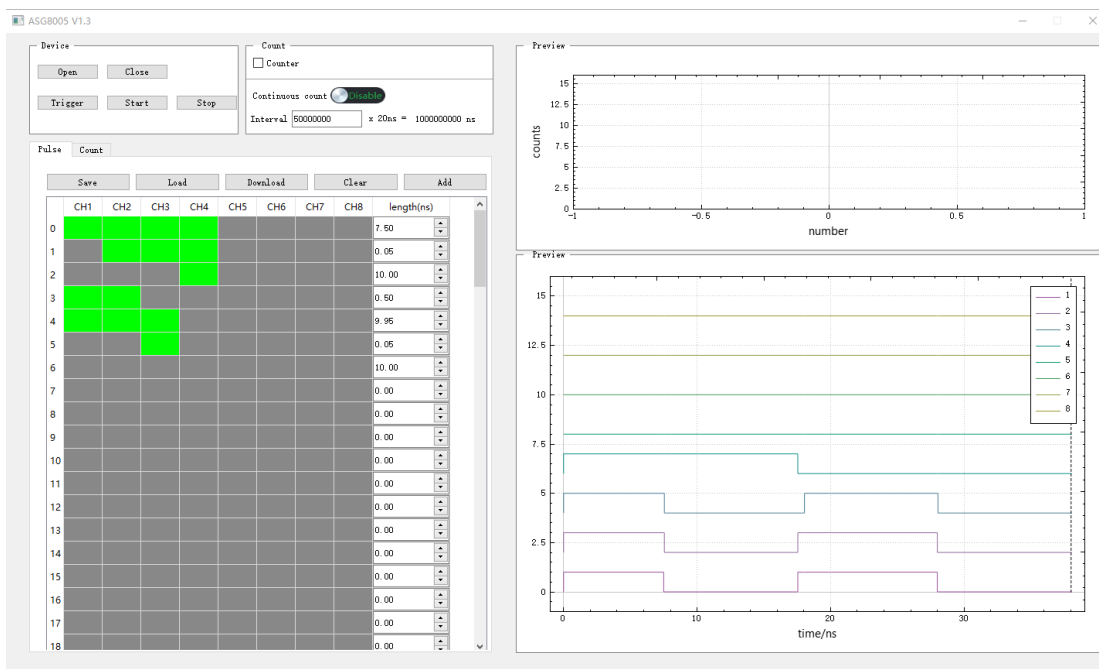 ASG8005 V1.3
Device
Open Close
Trigger Start Stop
Count
Counter
Continuous count Disable
Interval 50000000 x 20ns = 1000000000 ns
Pulse Count
Save Load Download Clear Add
CH1 CH2 CH3 CH4 CH5 CH6 CH7 CH8 length(ns)
0 7.50
1 0.05
2 10.00
3 0.50
4 9.95
5 0.05
6 10.00
7 0.00
8 0.00
9 0.00
10 0.00
11 0.00
12 0.00
13 0.00
14 0.00
15 0.00
16 0.00
17 0.00
18 0.00
Preview
counts
15
12.5
10
7.5
5
2.5
0
-1 -0.5 0 0.5 1
number
Preview
15
12.5
10
7.5
5
2.5
0
1
2
3
4
5
6
7
8
0 10 20 30
time/ns